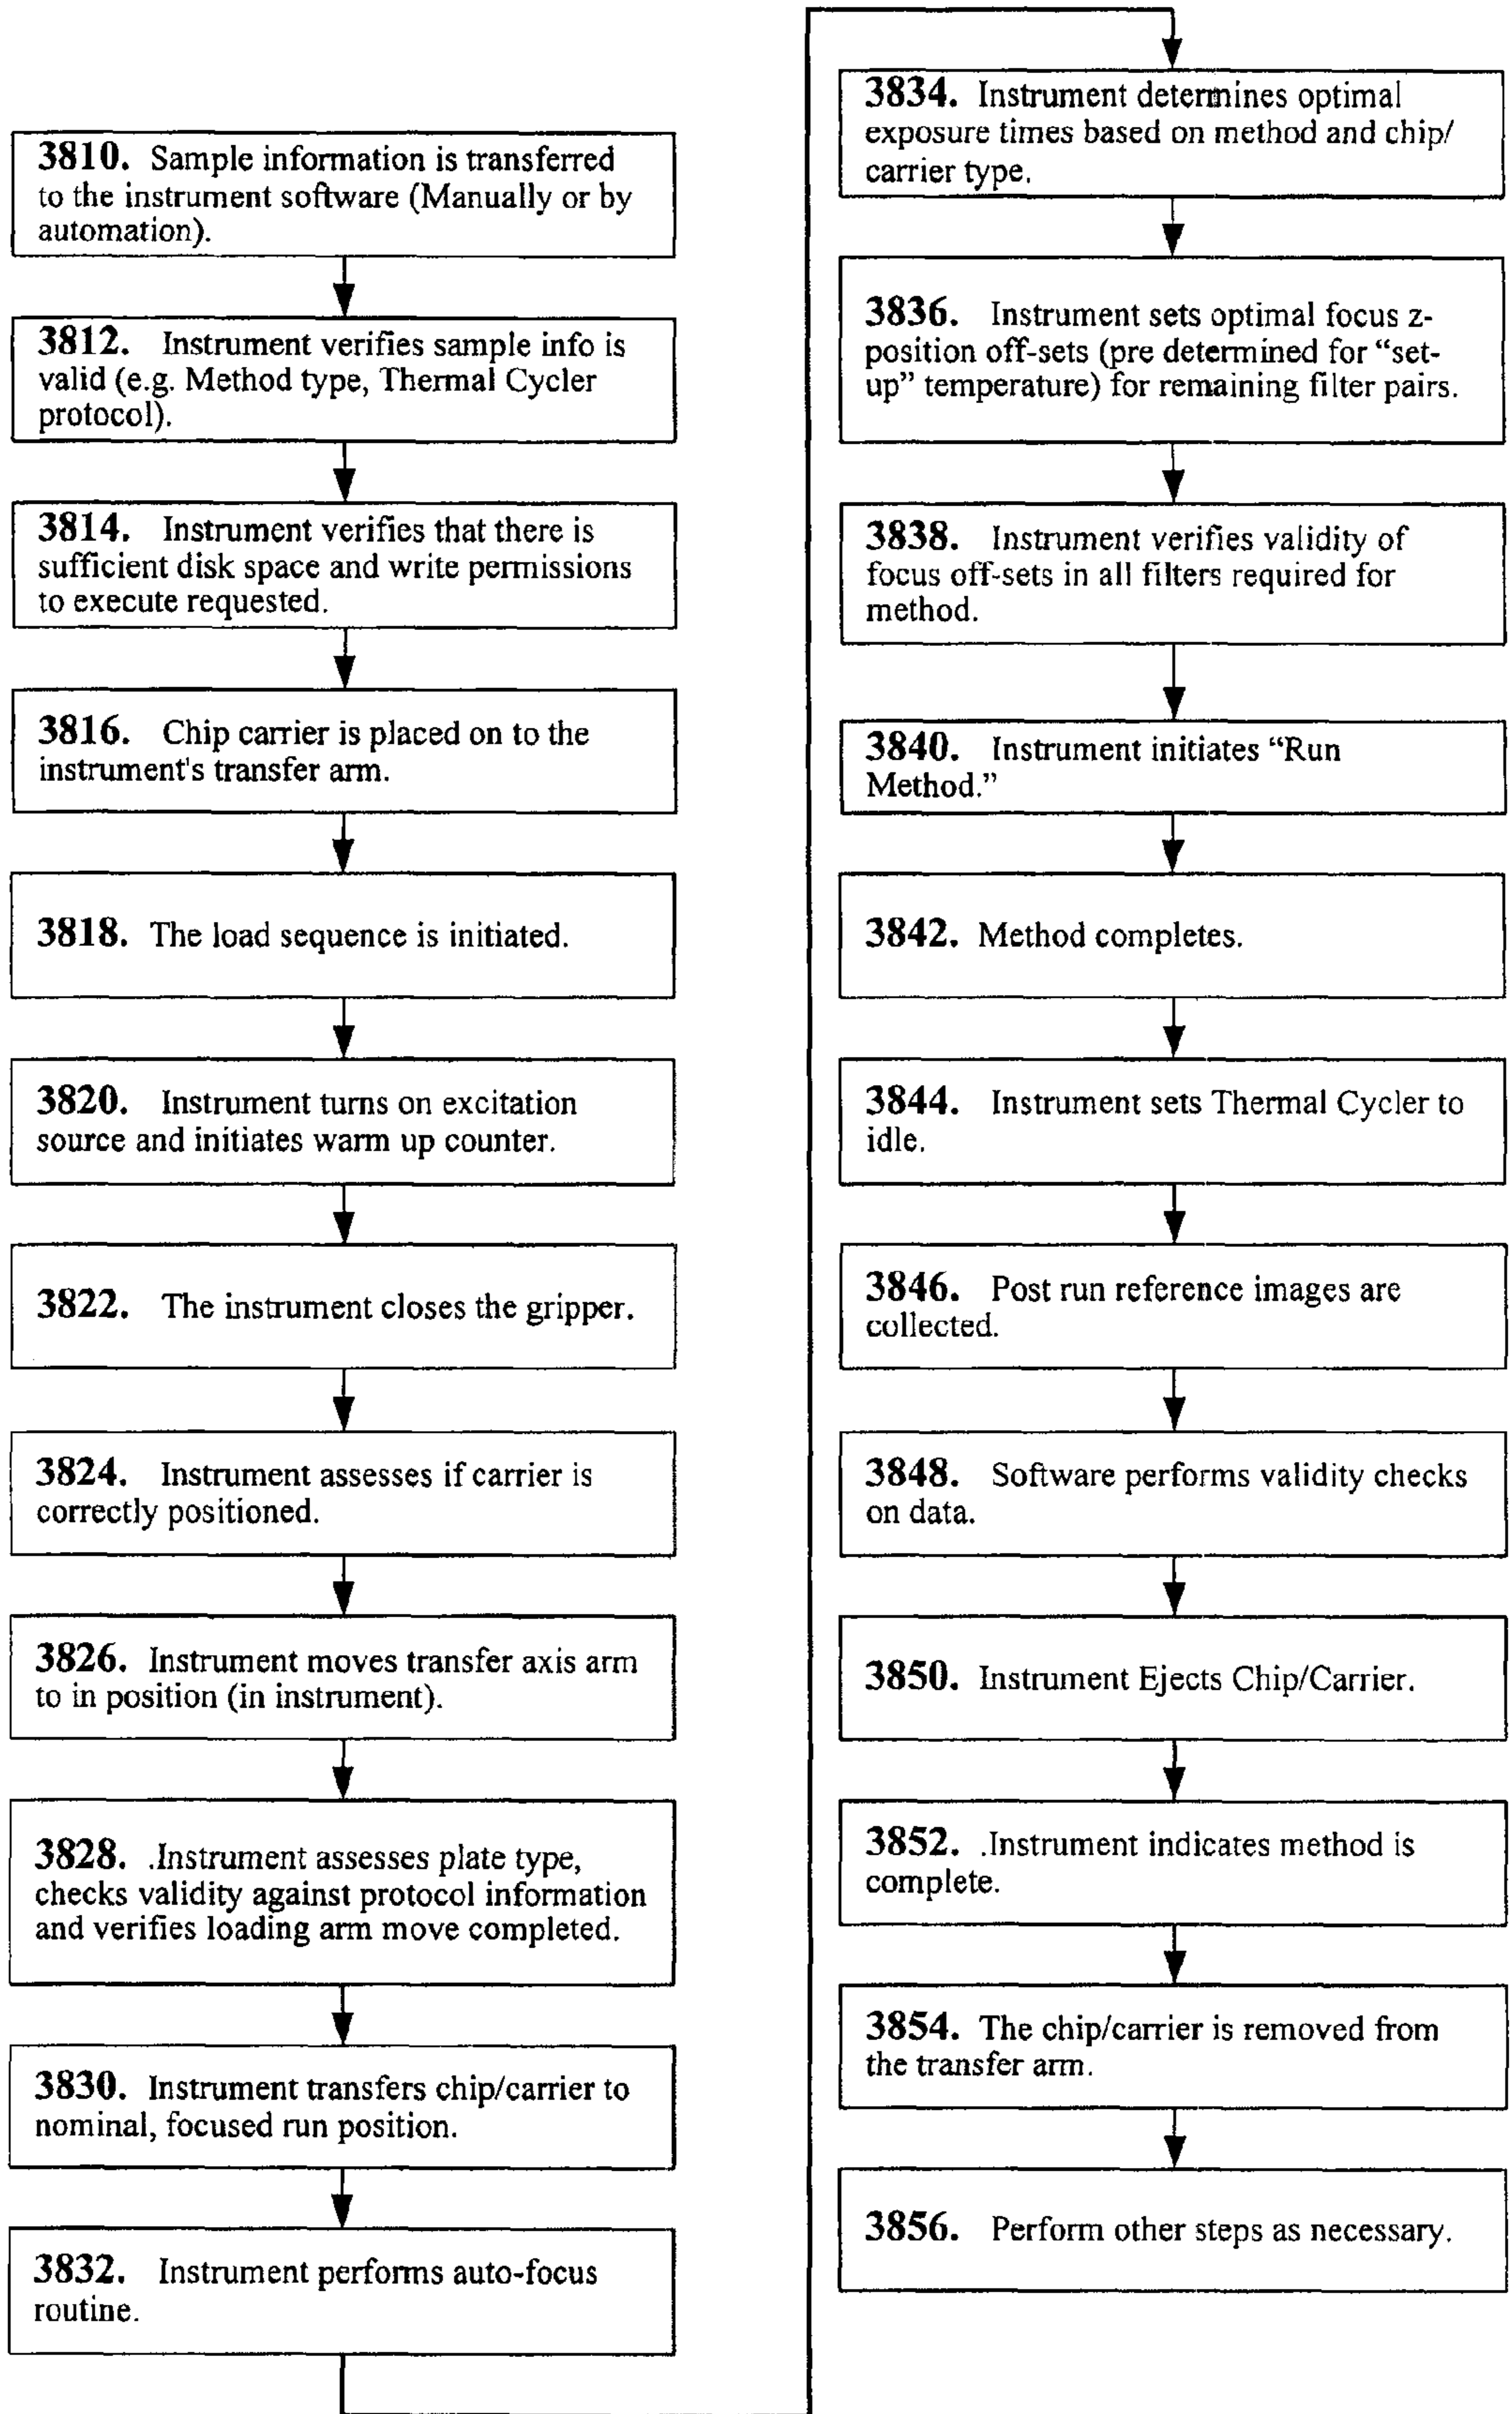 3810. Sample information is transferred
to the instrument software (Manually or by
automation).
3812. Instrument verifies sample info is
valid (e.g. Method type, Thermal Cycler
protocol).
3814. Instrument verifies that there is
sufficient disk space and write permissions
to execute requested.
3816. Chip carrier is placed on to the
instrument's transfer arm.
3818. The load sequence is initiated.
3820. Instrument turns on excitation
source and initiates warm up counter.
3822. The instrument closes the gripper.
3824. Instrument assesses if carrier is
correctly positioned.
3826. Instrument moves transfer axis arm
to in position (in instrument).
3828. .Instrument assesses plate type,
checks validity against protocol information
and verifies loading arm move completed.
3830. Instrument transfers chip/carrier to
nominal, focused run position.
3832. Instrument performs auto-focus
routine.
3834. Instrument determines optimal
exposure times based on method and chip/
carrier type.
3836. Instrument sets optimal focus z-
position off-sets (pre determined for “set-
up” temperature) for remaining filter pairs.
3838. Instrument verifies validity of
focus off-sets in all filters required for
method.
3840. Instrument initiates “Run
Method.”
3842. Method completes.
3844. Instrument sets Thermal Cycler to
idle.
3846. Post run reference images are
collected.
3848. Software performs validity checks
on data.
3850. Instrument Ejects Chip/Carrier.
3852. .Instrument indicates method is
complete.
3854. The chip/carrier is removed from
the transfer arm.
3856. Perform other steps as necessary.